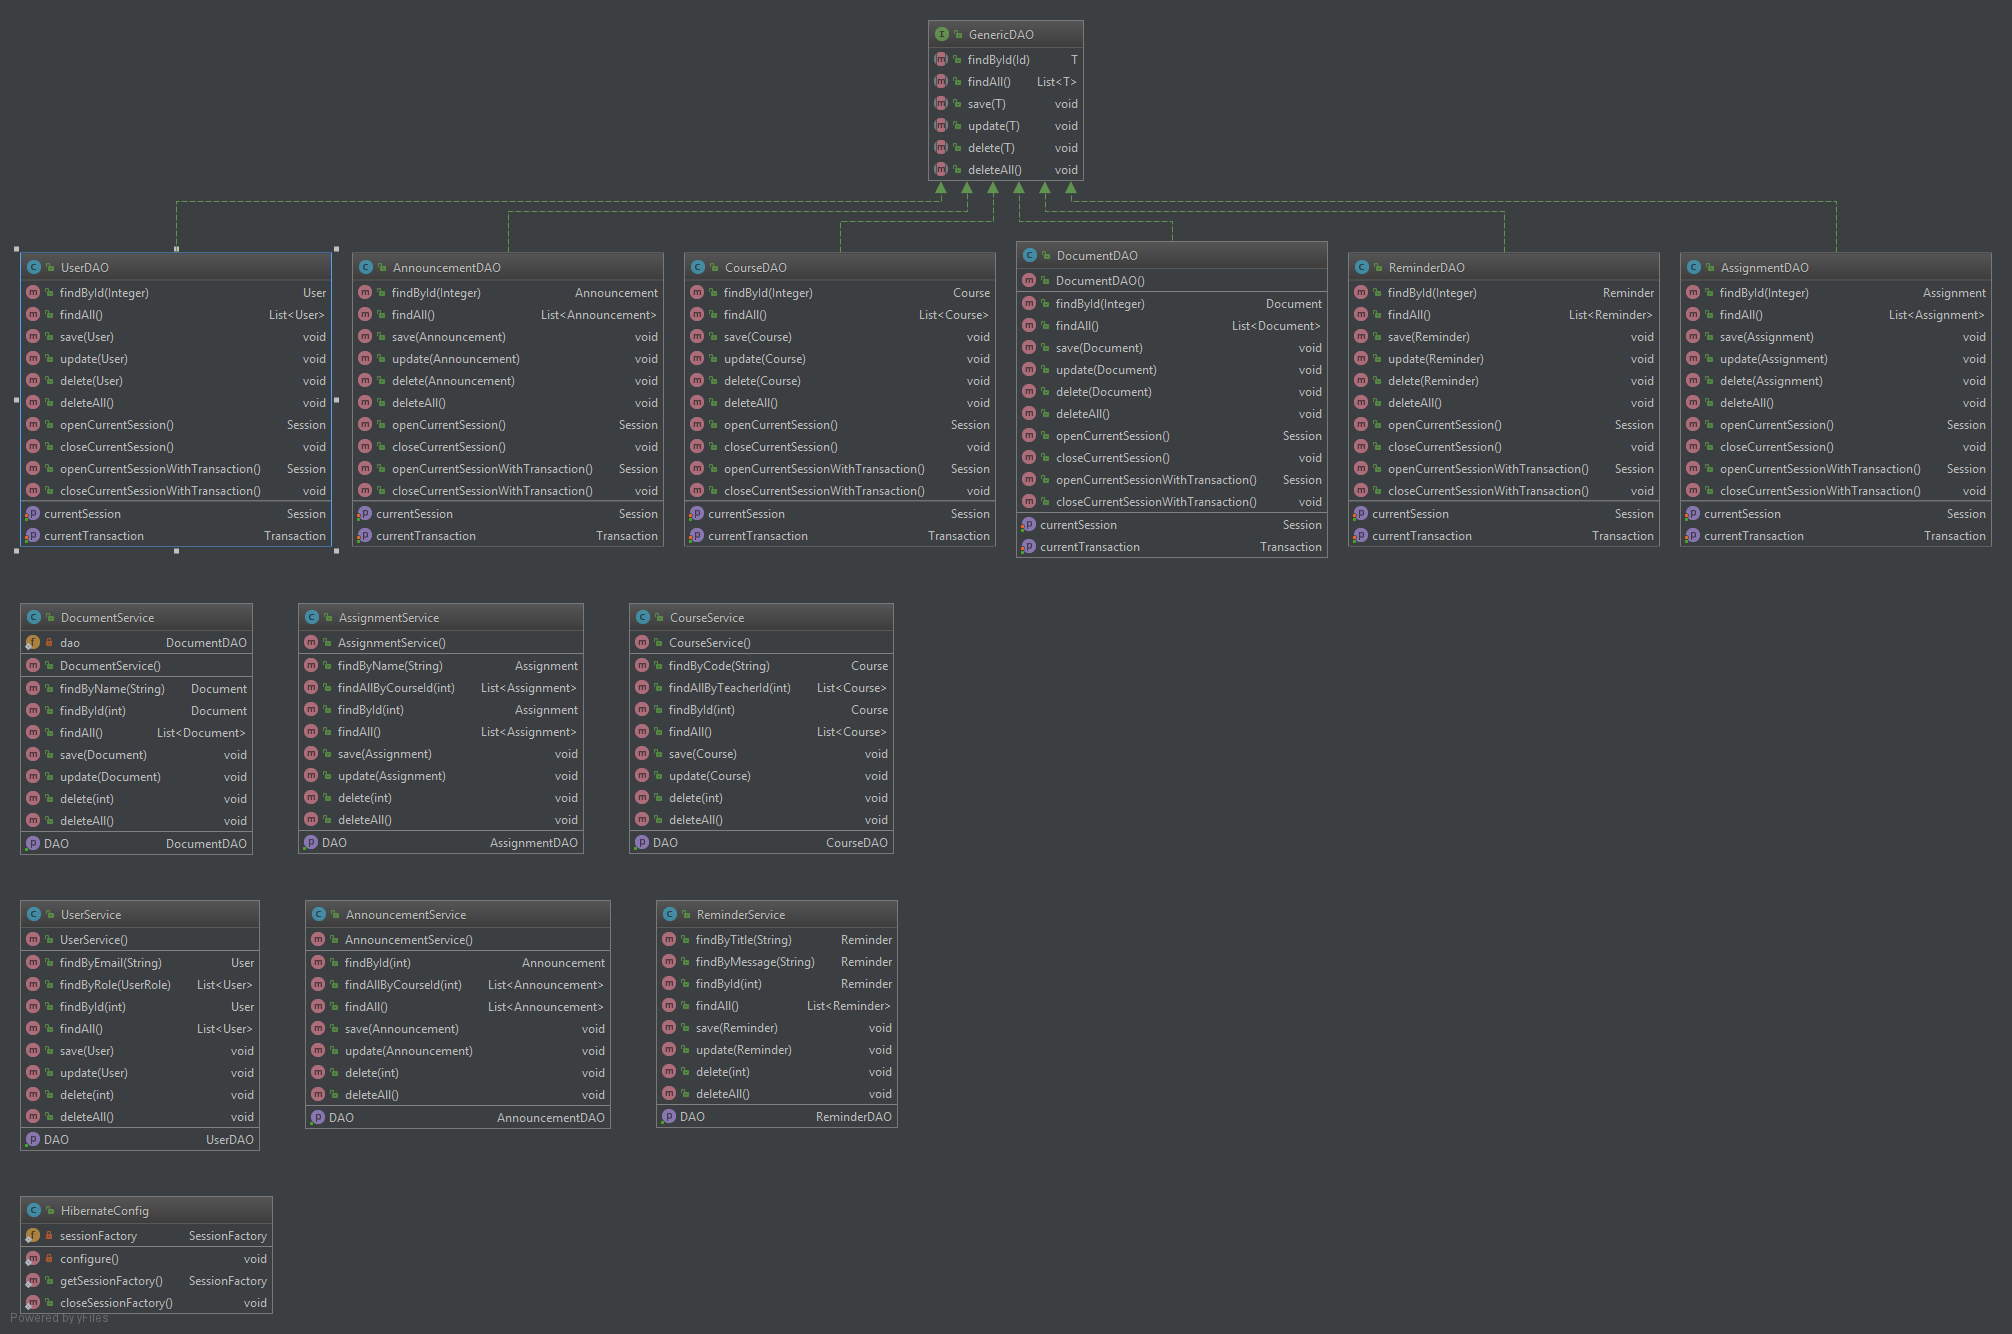 GenericDAO
findById(Id) T
findAll() List<T>
save(T) void
update(T) void
delete(T) void
deleteAll() void
UserDAO
findById(Integer) User
findAll() List<User>
save(User) void
update(User) void
delete(User) void
deleteAll() void
openCurrentSession() Session
closeCurrentSession() void
openCurrentSessionWithTransaction() Session
closeCurrentSessionWithTransaction() void
currentSession Session
currentTransaction Transaction
AnnouncementDAO
findById(Integer) Announcement
findAll() List<Announcement>
save(Announcement) void
update(Announcement) void
delete(Announcement) void
deleteAll() void
openCurrentSession() Session
closeCurrentSession() void
openCurrentSessionWithTransaction() Session
closeCurrentSessionWithTransaction() void
currentSession Session
currentTransaction Transaction
CourseDAO
findById(Integer) Course
findAll() List<Course>
save(Course) void
update(Course) void
delete(Course) void
deleteAll() void
openCurrentSession() Session
closeCurrentSession() void
openCurrentSessionWithTransaction() Session
closeCurrentSessionWithTransaction() void
currentSession Session
currentTransaction Transaction
DocumentDAO
DocumentDAO()
findById(Integer) Document
findAll() List<Document>
save(Document) void
update(Document) void
delete(Document) void
deleteAll() void
openCurrentSession() Session
closeCurrentSession() void
openCurrentSessionWithTransaction() Session
closeCurrentSessionWithTransaction() void
currentSession Session
currentTransaction Transaction
ReminderDAO
findById(Integer) Reminder
findAll() List<Reminder>
save(Reminder) void
update(Reminder) void
delete(Reminder) void
deleteAll() void
openCurrentSession() Session
closeCurrentSession() void
openCurrentSessionWithTransaction() Session
closeCurrentSessionWithTransaction() void
currentSession Session
currentTransaction Transaction
AssignmentDAO
findById(Integer) Assignment
findAll() List<Assignment>
save(Assignment) void
update(Assignment) void
delete(Assignment) void
deleteAll() void
openCurrentSession() Session
closeCurrentSession() void
openCurrentSessionWithTransaction() Session
closeCurrentSessionWithTransaction() void
currentSession Session
currentTransaction Transaction
DocumentService
dao DocumentDAO
DocumentService()
findByName(String) Document
findById(int) Document
findAll() List<Document>
save(Document) void
update(Document) void
delete(int) void
deleteAll() void
DAO DocumentDAO
AssignmentService
AssignmentService()
findByName(String) Assignment
findAllByCourseId(int) List<Assignment>
findById(int) Assignment
findAll() List<Assignment>
save(Assignment) void
update(Assignment) void
delete(int) void
deleteAll() void
DAO AssignmentDAO
CourseService
CourseService()
findByCode(String) Course
findAllByTeacherId(int) List<Course>
findById(int) Course
findAll() List<Course>
save(Course) void
update(Course) void
delete(int) void
deleteAll() void
DAO CourseDAO
UserService
UserService()
findByEmail(String) User
findByRole(UserRole) List<User>
findById(int) User
findAll() List<User>
save(User) void
update(User) void
delete(int) void
deleteAll() void
DAO UserDAO
AnnouncementService
AnnouncementService()
findById(int) Announcement
findAllByCourseId(int) List<Announcement>
findAll() List<Announcement>
save(Announcement) void
update(Announcement) void
delete(int) void
deleteAll() void
DAO AnnouncementDAO
ReminderService
findByTitle(String) Reminder
findByMessage(String) Reminder
findById(int) Reminder
findAll() List<Reminder>
save(Reminder) void
update(Reminder) void
delete(int) void
deleteAll() void
DAO ReminderDAO
HibernateConfig
sessionFactory SessionFactory
configure() void
getSessionFactory() SessionFactory
closeSessionFactory() void
Powered by yFiles